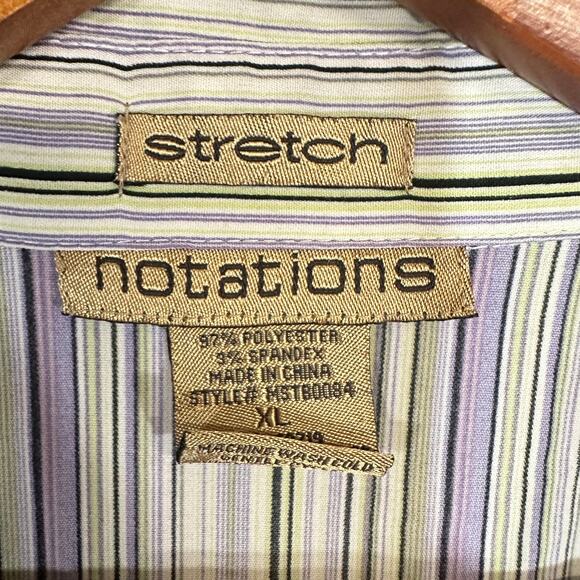 stretch
notations
97% POLYESTER
3% SPANDEX
MADE IN CHINA
STYLE# MSTB0084
XL
MACHINE WASH COLD